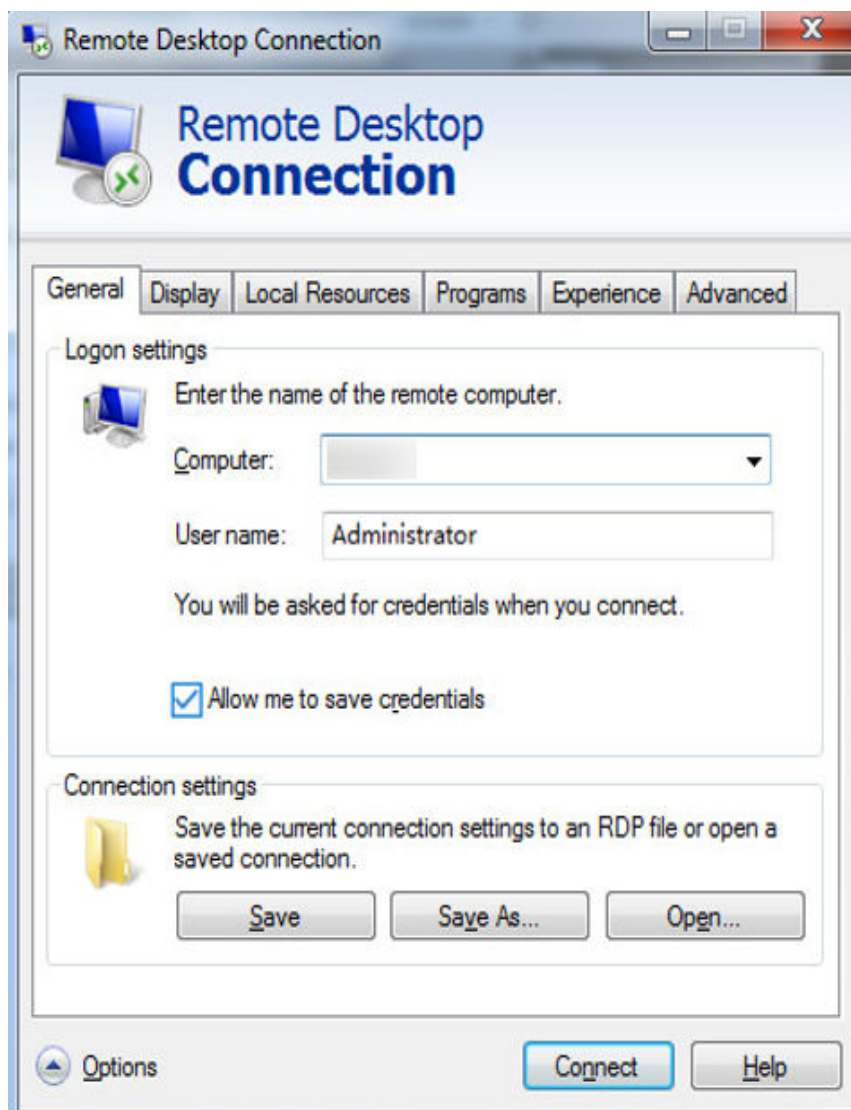 Remote Desktop Connection
Remote Desktop
Connection
General Display Local Resources Programs Experience Advanced
Logon settings
Enter the name of the remote computer.
Computer:
User name: Administrator
You will be asked for credentials when you connect.
Allow me to save credentials
Connection settings
Save the current connection settings to an RDP file or open a
saved connection.
Save Save As... Open...
Options Connect Help